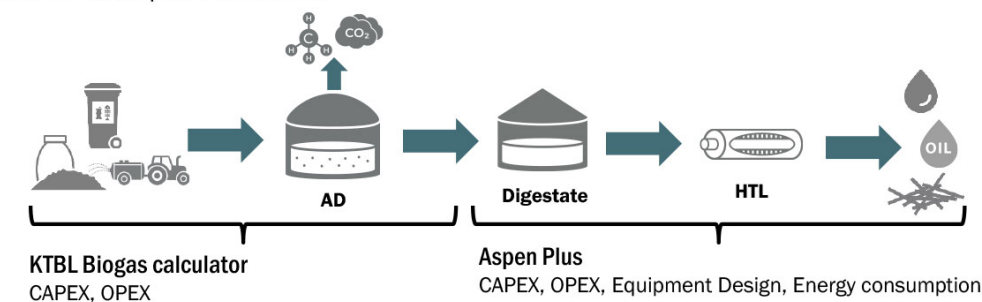 H
H C H
H
CO₂
AD
Digestate
HTL
OIL
KTBL Biogas calculator
CAPEX, OPEX
Aspen Plus
CAPEX, OPEX, Equipment Design, Energy consumption